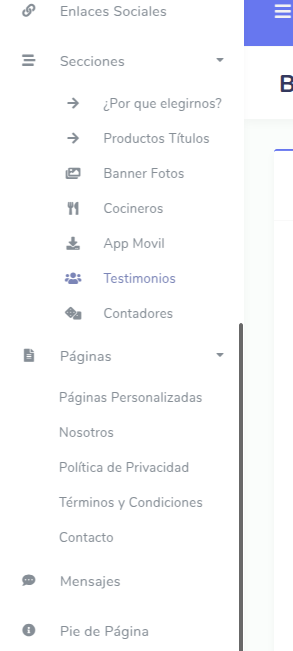 Enlaces Sociales
Secciones
¿Por que elegirnos?
Productos Títulos
Banner Fotos
Cocineros
App Movil
Testimonios
Contadores
Páginas
Páginas Personalizadas
Nosotros
Política de Privacidad
Términos y Condiciones
Contacto
Mensajes
Pie de Página